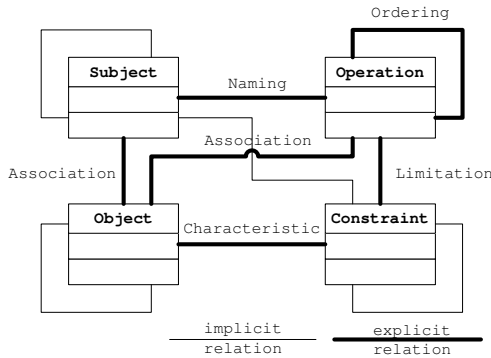 Ordering
Subject
Operation
Naming
Association
Association
Limitation
Object
Constraint
Characteristic
implicit
relation
explicit
relation